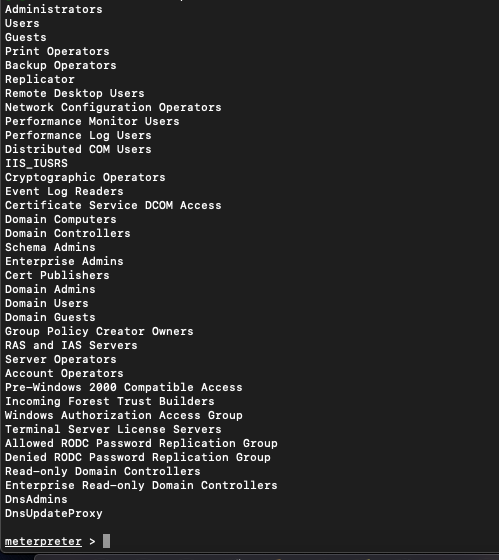 Administrators
Users
Guests
Print Operators
Backup Operators
Replicator
Remote Desktop Users
Network Configuration Operators
Performance Monitor Users
Performance Log Users
Distributed COM Users
IIS_IUSRS
Cryptographic Operators
Event Log Readers
Certificate Service DCOM Access
Domain Computers
Domain Controllers
Schema Admins
Enterprise Admins
Cert Publishers
Domain Admins
Domain Users
Domain Guests
Group Policy Creator Owners
RAS and IAS Servers
Server Operators
Account Operators
Pre-Windows 2000 Compatible Access
Incoming Forest Trust Builders
Windows Authorization Access Group
Terminal Server License Servers
Allowed RODC Password Replication Group
Denied RODC Password Replication Group
Read-only Domain Controllers
Enterprise Read-only Domain Controllers
DnsAdmins
DnsUpdateProxy
meterpreter >